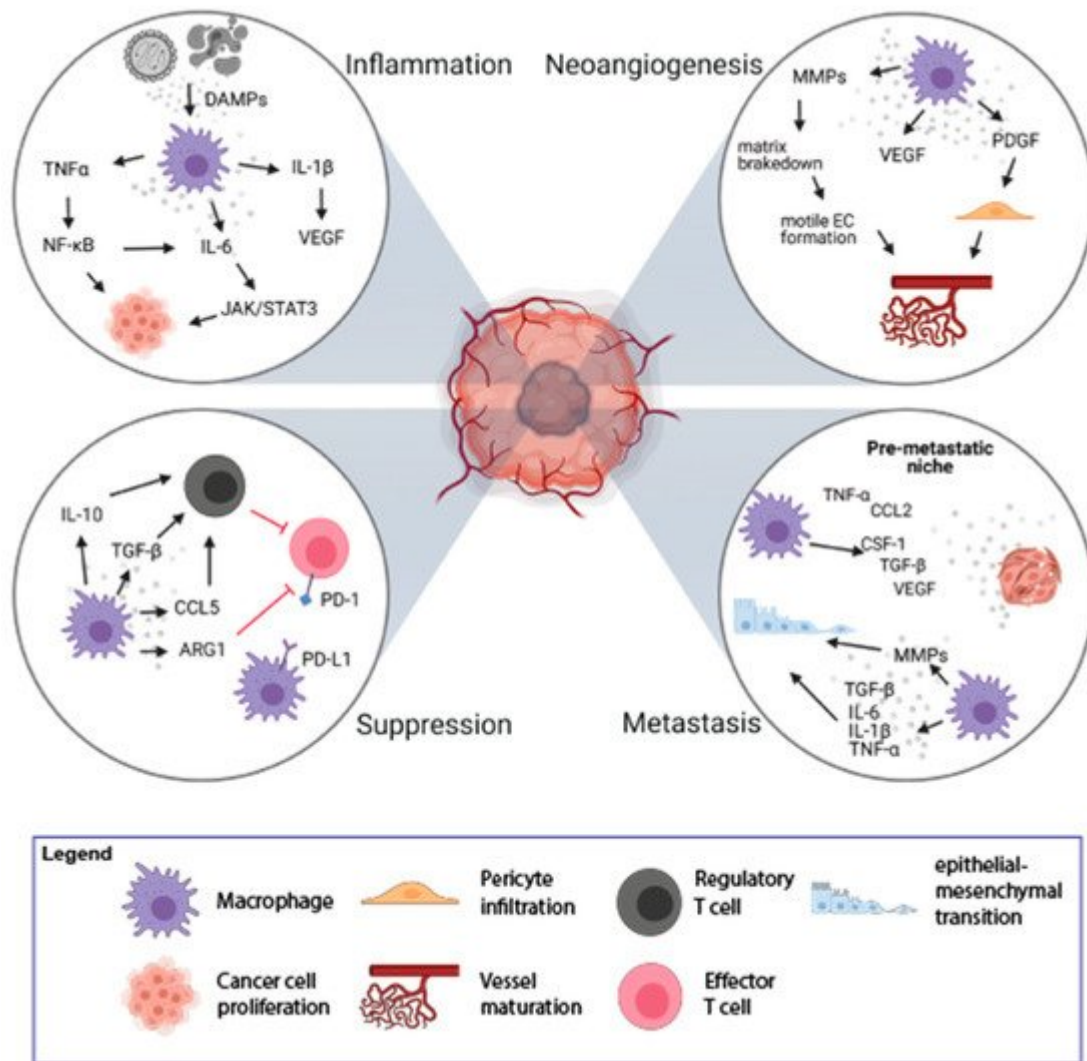 Inflammation
Neoangiogenesis
DAMPs
TNFα
IL-1β
NF-κB
IL-6
VEGF
JAK/STAT3
MMPs
matrix
brakedown
VEGF
PDGF
motile EC
formation
IL-10
TGF-β
CCL5
ARG1
PD-1
PD-L1
Suppression
Pre-metastatic
niche
TNF-α
CCL2
CSF-1
TGF-β
VEGF
MMPs
TGF-β
IL-6
IL-1β
TNF-α
Metastasis
Legend
Macrophage
Pericyte
infiltration
Regulatory
T cell
epithelial-
mesenchymal
transition
Cancer cell
proliferation
Vessel
maturation
Effector
T cell